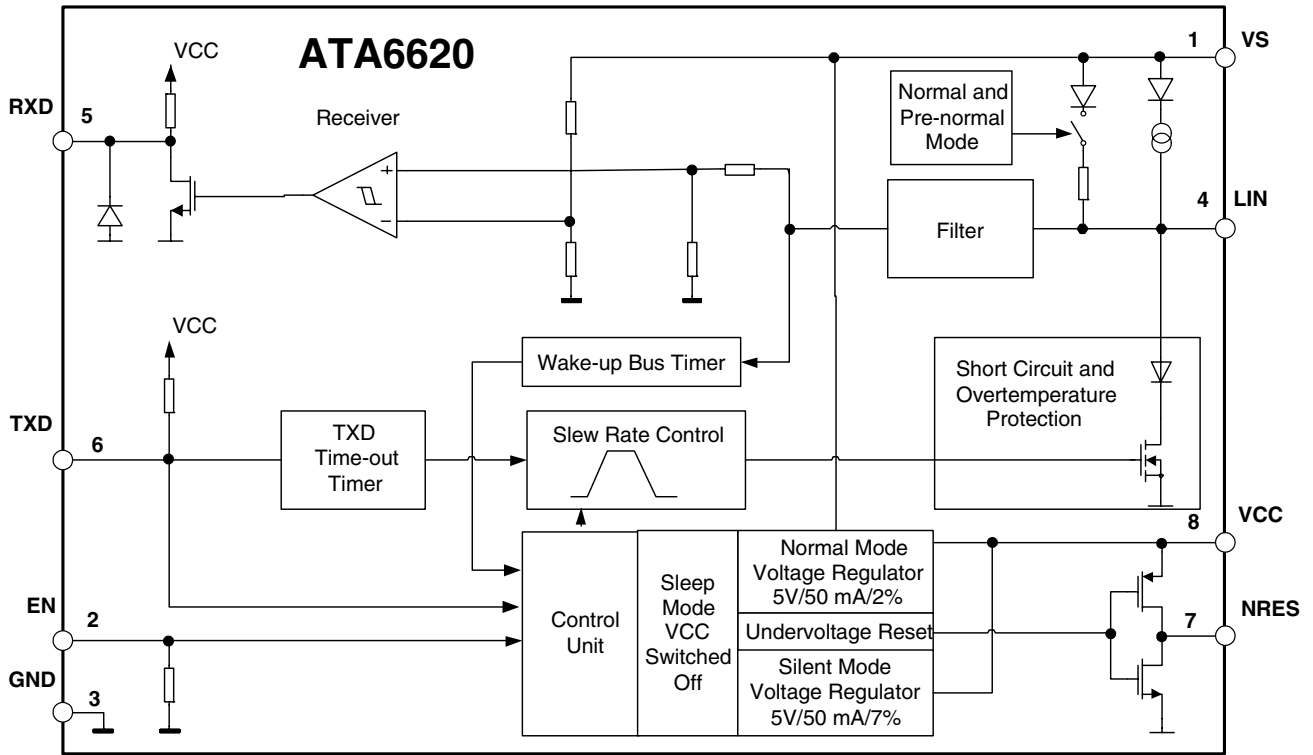 ATA6620
VCC
RXD
5
Receiver
+
−
1
VS
Normal and
Pre-normal
Mode
4
LIN
Filter
VCC
Wake-up Bus Timer
Short Circuit and
Overtemperature
Protection
TXD
6
TXD
Time-out
Timer
Slew Rate Control
8
VCC
EN
2
Control
Unit
Sleep
Mode
VCC
Switched
Off
Normal Mode
Voltage Regulator
5V/50 mA/2%
Undervoltage Reset
Silent Mode
Voltage Regulator
5V/50 mA/7%
7
NRES
GND
3